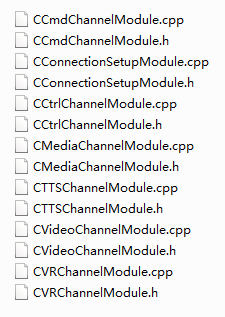 CCmdChannelModule.cpp
CCmdChannelModule.h
CConnectionSetupModule.cpp
CConnectionSetupModule.h
CCtrlChannelModule.cpp
CCtrlChannelModule.h
CMediaChannelModule.cpp
CMediaChannelModule.h
CTTSChannelModule.cpp
CTTSChannelModule.h
CVideoChannelModule.cpp
CVideoChannelModule.h
CVRChannelModule.cpp
CVRChannelModule.h